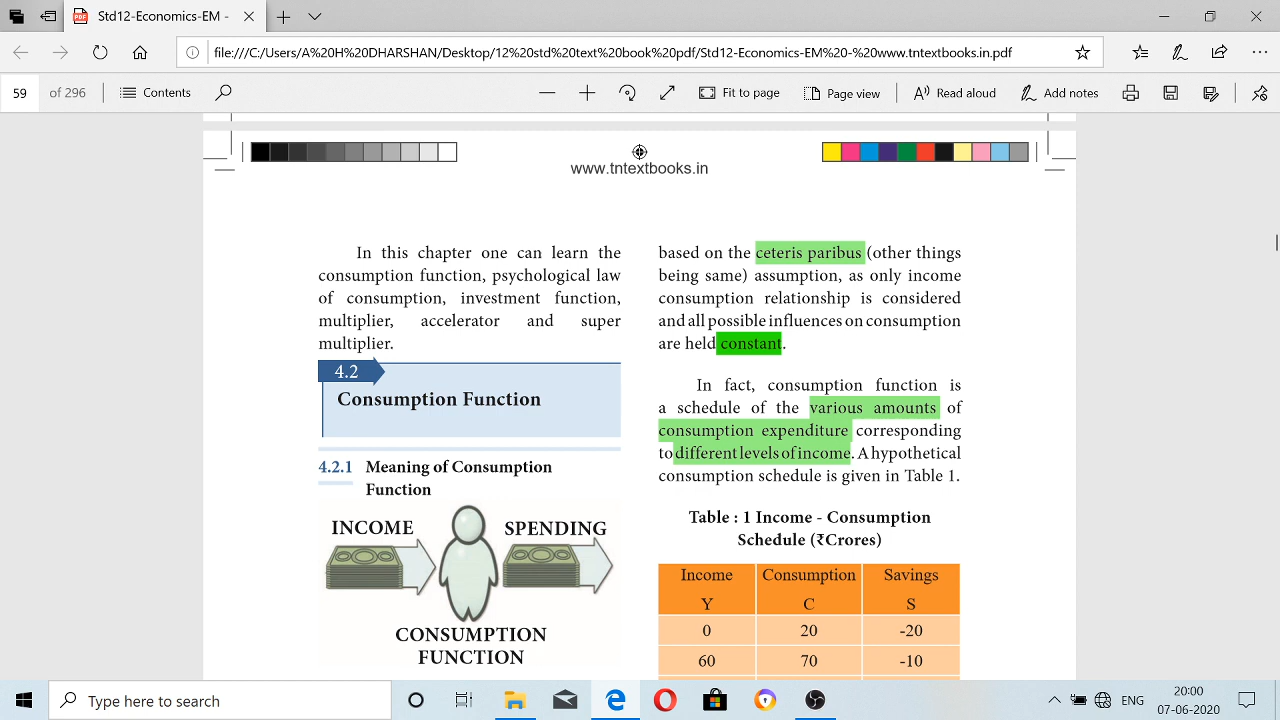 Std12-Economics-EM -
file:///C:/Users/A%20H%20DHARSHAN/Desktop/12%20std%20text%20book%20pdf/Std12-Economics-EM%20-%20www.tntextbooks.in.pdf
59 of 296 Contents Fit to page Page view Read aloud Add notes
www.tntextbooks.in
In this chapter one can learn the
consumption function, psychological law
of consumption, investment function,
multiplier, accelerator and super
multiplier.
4.2
Consumption Function
4.2.1 Meaning of Consumption
Function
INCOME SPENDING
CONSUMPTION
FUNCTION
based on the ceteris paribus (other things
being same) assumption, as only income
consumption relationship is considered
and all possible influences on consumption
are held constant.
In fact, consumption function is
a schedule of the various amounts of
consumption expenditure corresponding
to different levels of income. A hypothetical
consumption schedule is given in Table 1.
Table : 1 Income - Consumption
Schedule (₹Crores)
Income Consumption Savings
Y C S
0 20 -20
60 70 -10
Type here to search
ENG
20:00
07-06-2020